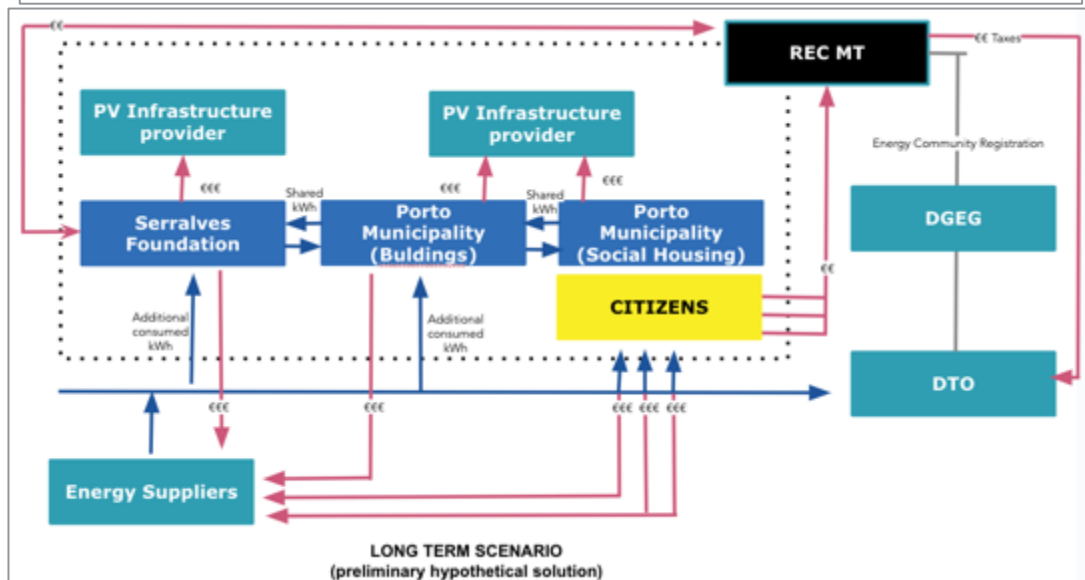 €€
REC MT
€€ Taxes
PV Infrastructure
provider
PV Infrastructure
provider
Energy Community Registration
€€€
€€€
€€€
Shared
kWh
Shared
kWh
Serralves
Foundation
Porto
Municipality
(Buldings)
Porto
Municipality
(Social Housing)
DGEG
€€
CITIZENS
Additional
consumed
kWh
Additional
consumed
kWh
DTO
€€€
€€€
€€€
€€€
€€€
Energy Suppliers
LONG TERM SCENARIO
(preliminary hypothetical solution)